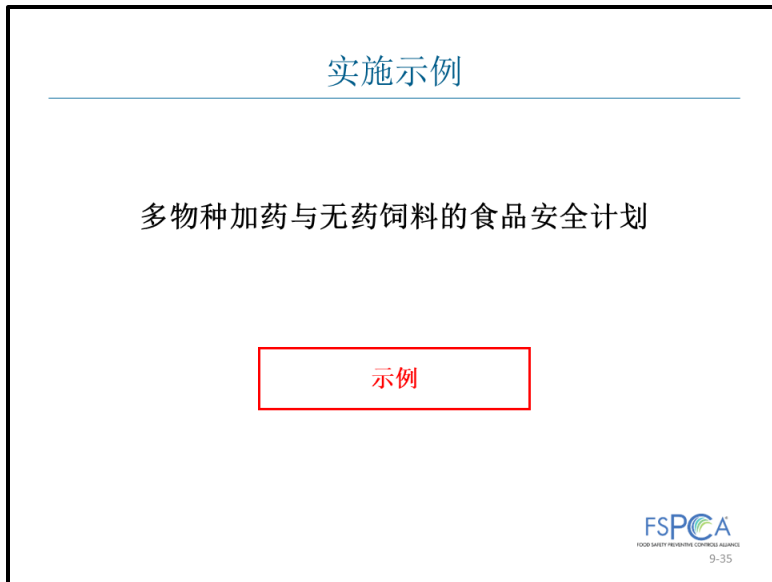 实施示例
多物种加药与无药饲料的食品安全计划
示例
FSPCA
FOOD SAFETY PREVENTIVE CONTROLS ALLIANCE
9-35